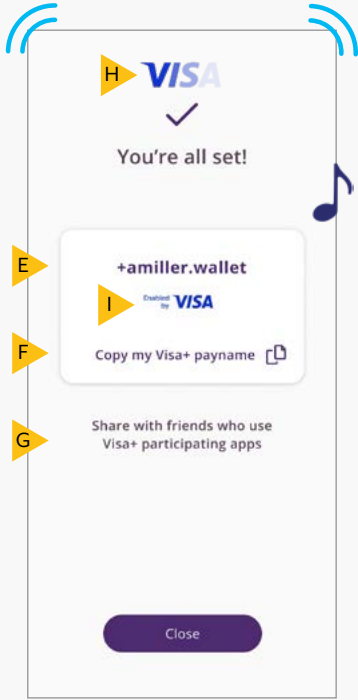 H VISA
You're all set!
E
+amiller.wallet
I Enabled by VISA
F Copy my Visa+ payname
G
Share with friends who use
Visa+ participating apps
Close